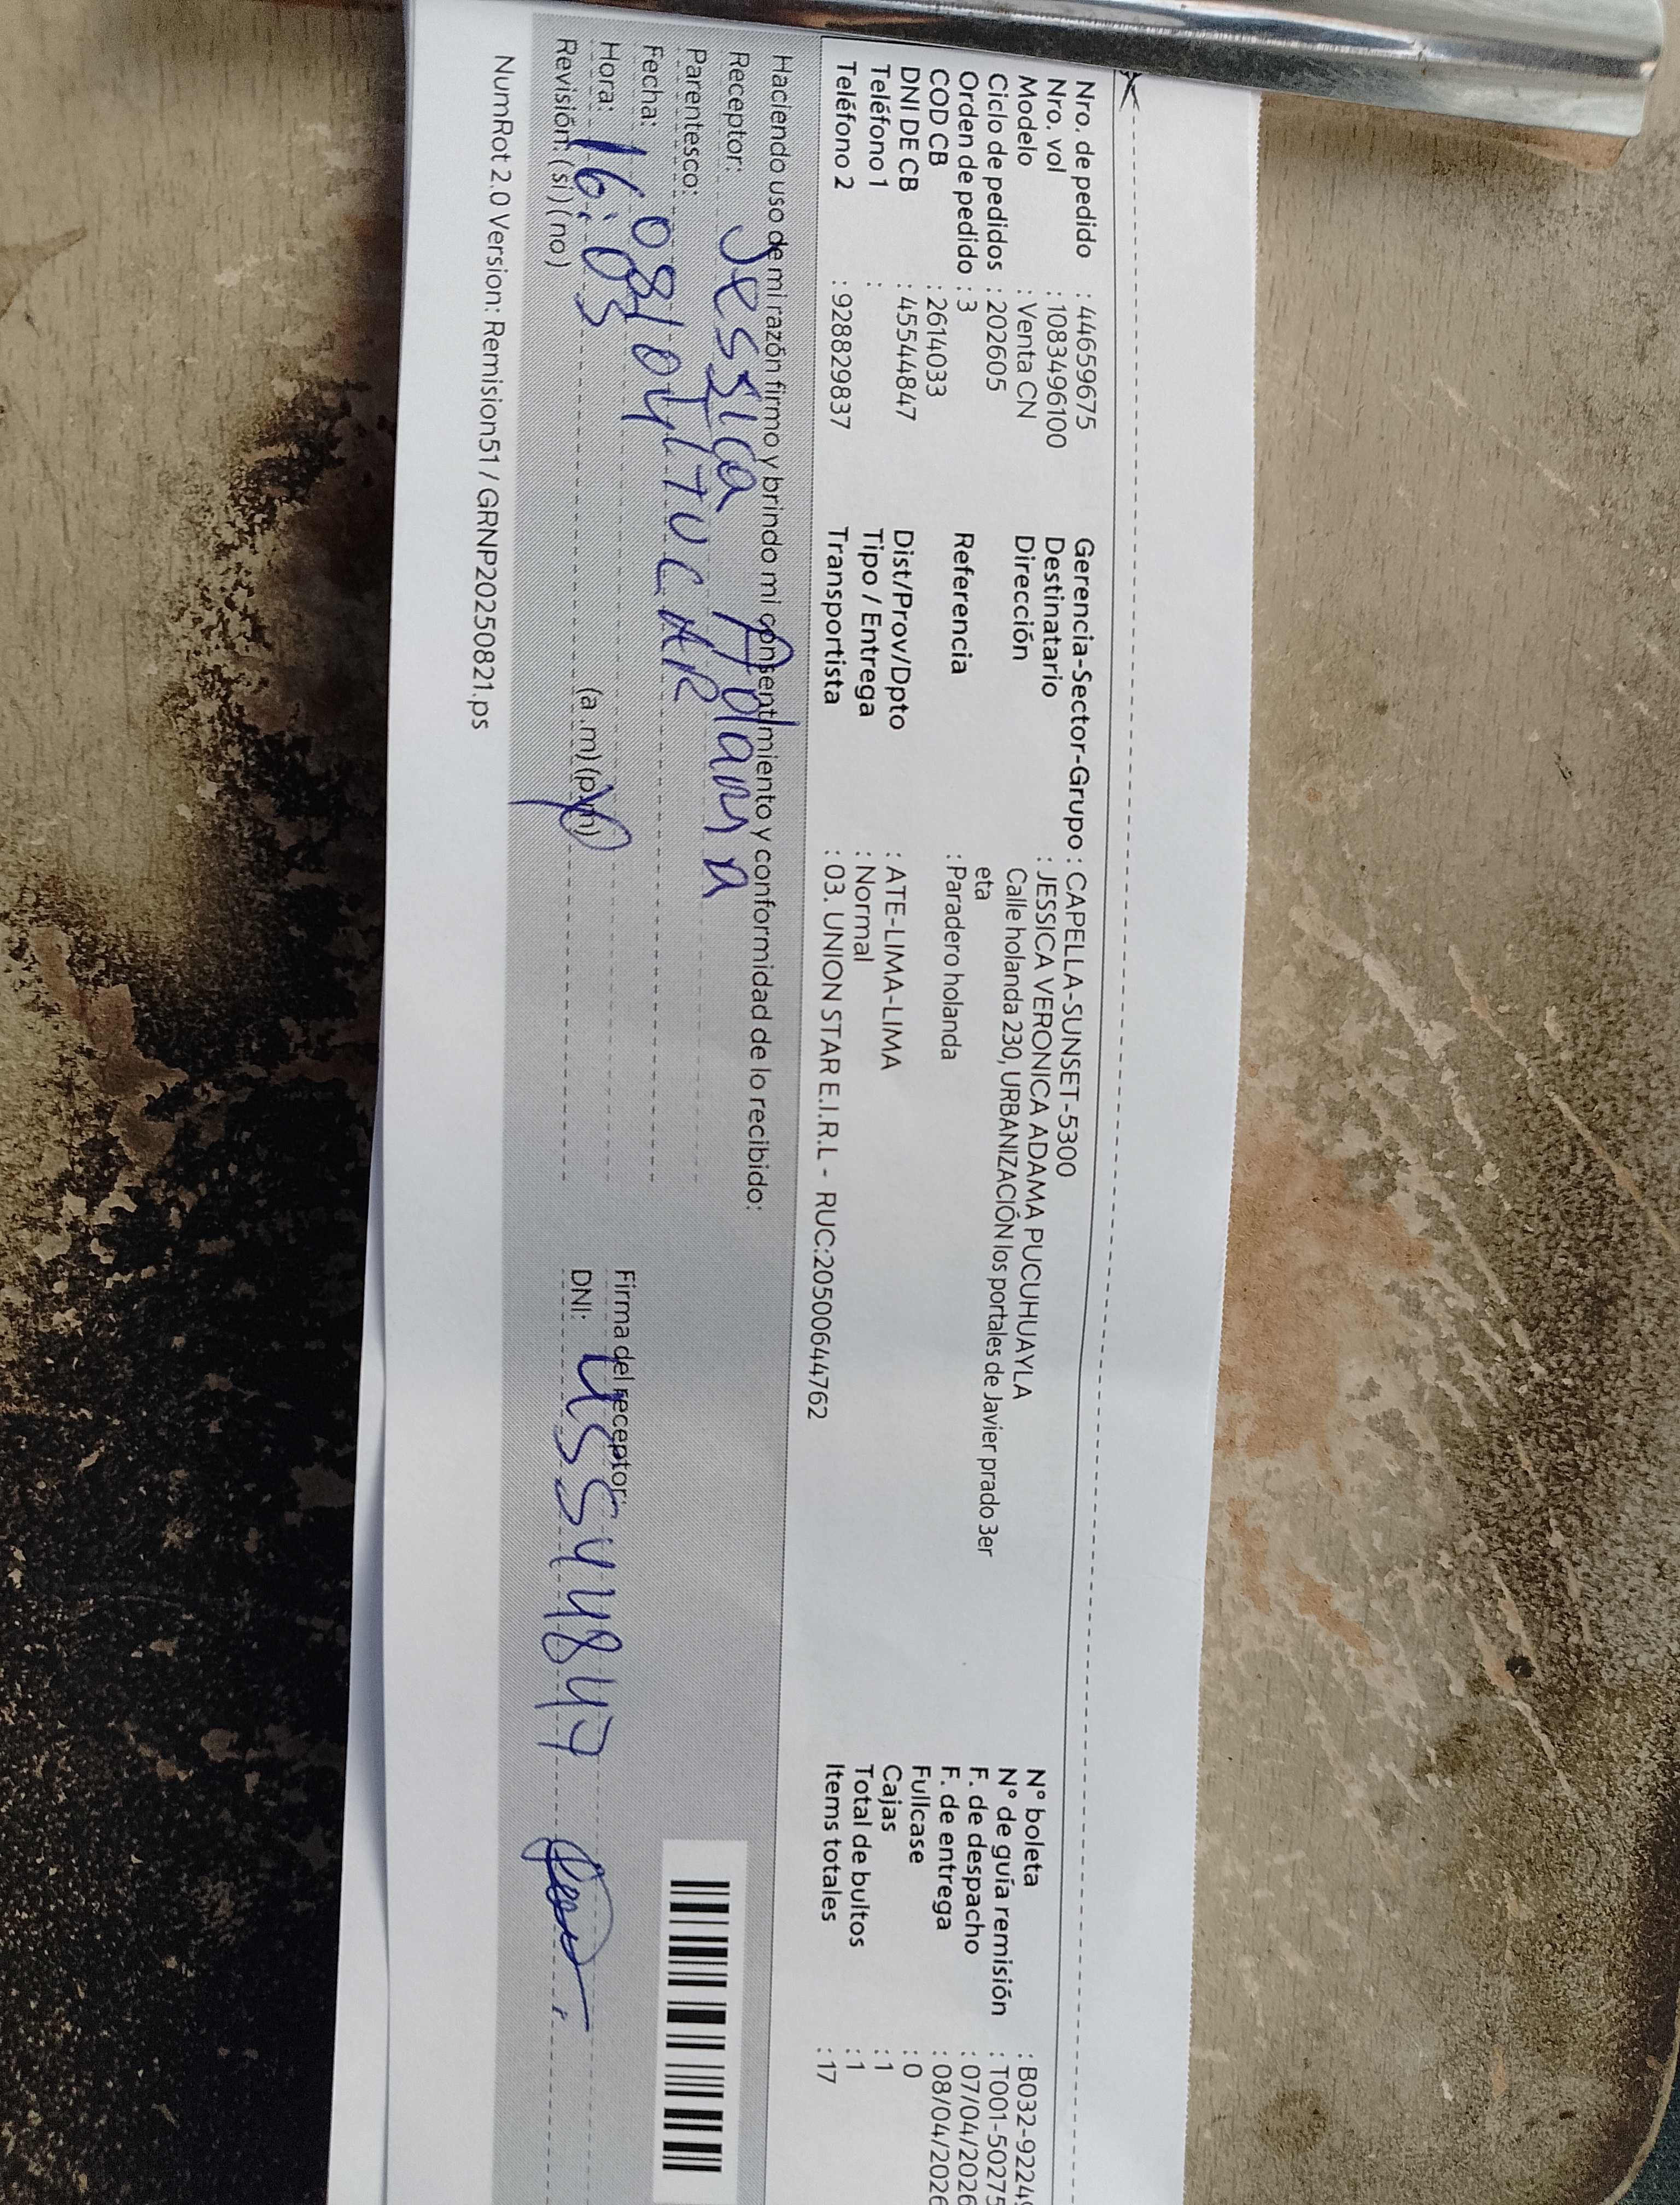 Nro. de pedido : 44659675
Nro. vol : 1083496100
Modelo : Venta CN
Ciclo de pedidos : 202605
Orden de pedido : 3
COD CB : 2614033
DNI DE CB : 45544847
Teléfono 1 :
Teléfono 2 : 928829837
Gerencia-Sector-Grupo : CAPELLA-SUNSET-5300
Destinatario : JESSICA VERONICA ADAMA PUCUHUAYLA
Dirección Calle holanda 230, URBANIZACIÓN los portales de Javier prado 3er
eta
Referencia : Paradero holanda
Dist/Prov/Dpto : ATE-LIMA-LIMA
Tipo / Entrega : Normal
Transportista : 03. UNION STAR E.I.R.L - RUC:20500644762
N° boleta : B032-92249
N° de guía remisión : T001-50275
F. de despacho : 07/04/2026
F. de entrega : 08/04/2026
Fullcase : 0
Cajas : 1
Total de bultos : 1
Items totales : 17
Haciendo uso de mi razón firmo y brindo mi consentimiento y conformidad de lo recibido:
Receptor: Jessica Adama
Parentesco: TUCAR
Fecha: 08/04/
Hora: 16:03 (a.m) (p.m)
Revisión: (si) (no)
Firma del receptor:
DNI: 45544847
NumRot 2.0 Version: Remision51 / GRNP20250821.ps